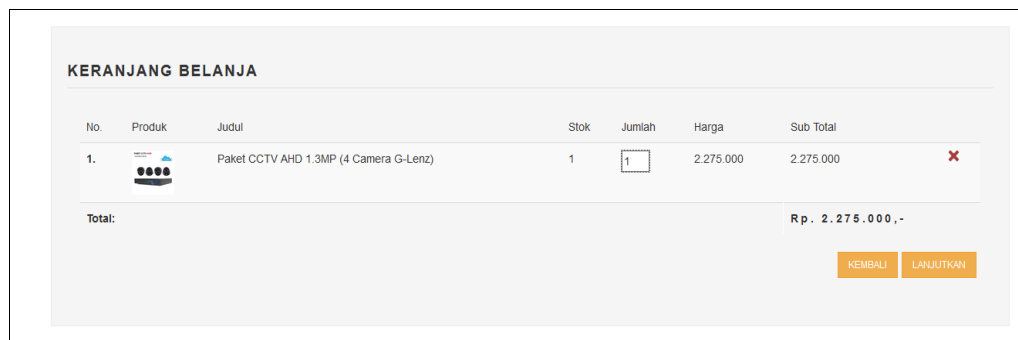 KERANJANG BELANJA
No. Produk Judul Stok Jumlah Harga Sub Total
1. Paket CCTV AHD 1.3MP (4 Camera G-Lenz) 1 1 2.275.000 2.275.000
Total: Rp. 2.275.000,-
KEMBALI LANJUTKAN